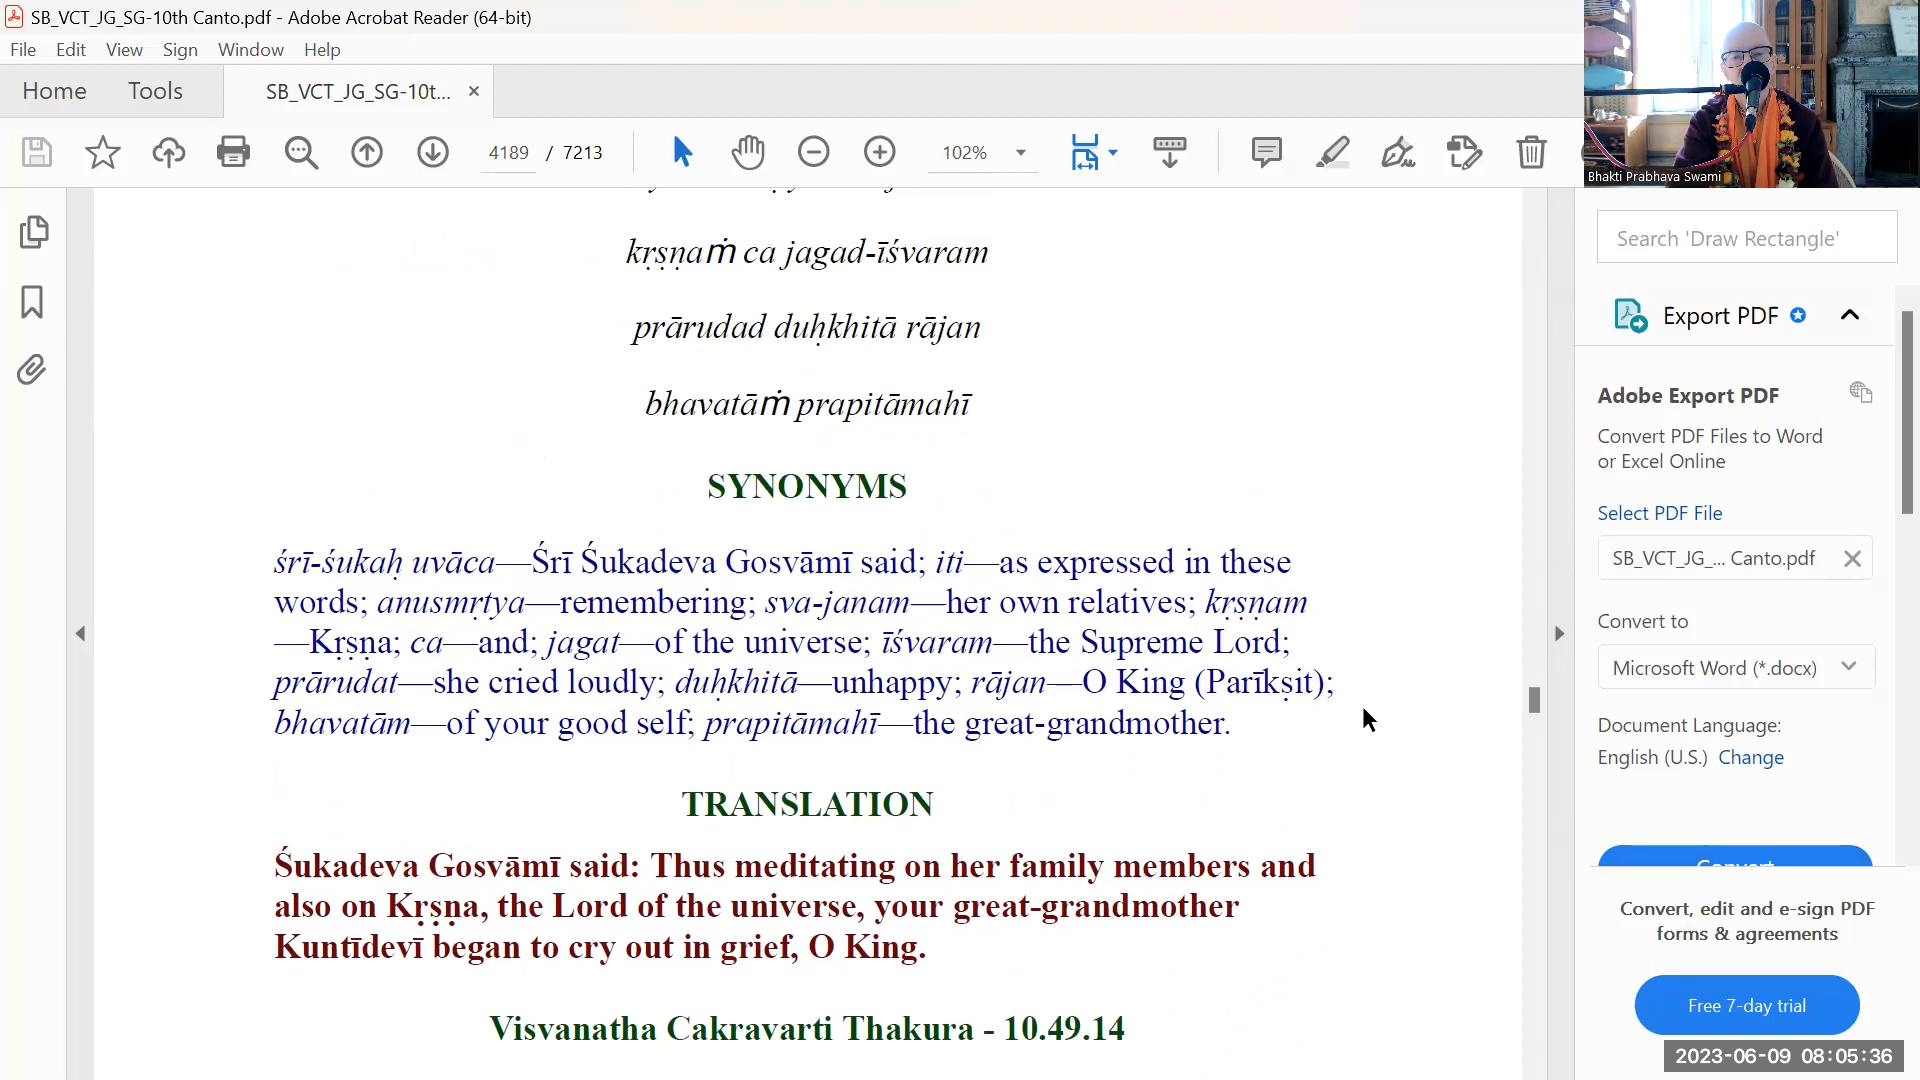 SB_VCT_JG_SG-10th Canto.pdf - Adobe Acrobat Reader (64-bit)
File Edit View Sign Window Help
Home Tools SB_VCT_JG_SG-10t...
4189 / 7213 102%
Bhakti Prabhava Swami
kṛṣṇaṁ ca jagad-īśvaram
prārudad duḥkhitā rājan
bhavatāṁ prapitāmahī
SYNONYMS
śrī-śukaḥ uvāca—Śrī Śukadeva Gosvāmī said; iti—as expressed in these
words; anusmṛtya—remembering; sva-janam—her own relatives; kṛṣṇam
—Kṛṣṇa; ca—and; jagat—of the universe; īśvaram—the Supreme Lord;
prārudat—she cried loudly; duḥkhitā—unhappy; rājan—O King (Parīkṣit);
bhavatām—of your good self; prapitāmahī—the great-grandmother.
TRANSLATION
Śukadeva Gosvāmī said: Thus meditating on her family members and
also on Kṛṣṇa, the Lord of the universe, your great-grandmother
Kuntīdevī began to cry out in grief, O King.
Visvanatha Cakravarti Thakura - 10.49.14
Search 'Draw Rectangle'
Export PDF
Adobe Export PDF
Convert PDF Files to Word
or Excel Online
Select PDF File
SB_VCT_JG_... Canto.pdf
Convert to
Microsoft Word (*.docx)
Document Language:
English (U.S.) Change
Convert
Convert, edit and e-sign PDF
forms & agreements
Free 7-day trial
2023-06-09 08:05:36